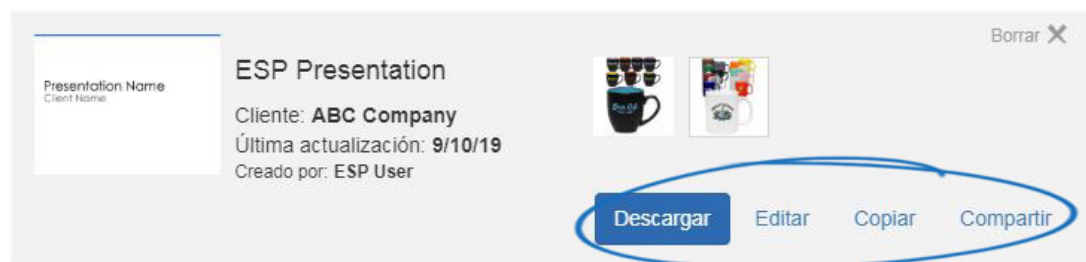 Borrar
Presentation Name
Client Name
ESP Presentation
Cliente: ABC Company
Última actualización: 9/10/19
Creado por: ESP User
Descargar Editar Copiar Compartir